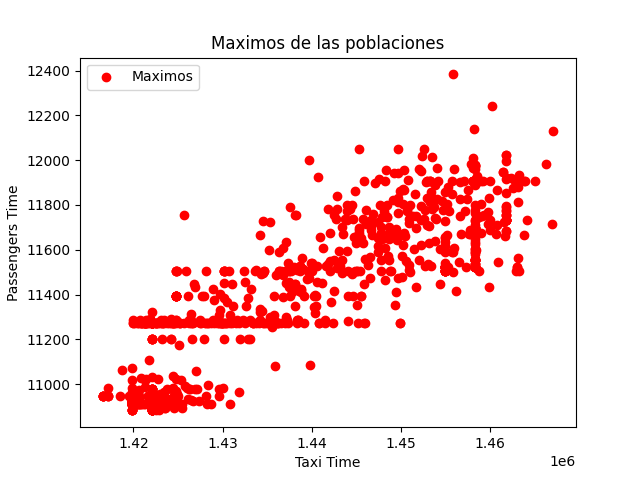 Maximos de las poblaciones
Maximos
12400
12200
12000
11800
11600
11400
11200
11000
Passengers Time
1.42 1.43 1.44 1.45 1.46
1e6
Taxi Time